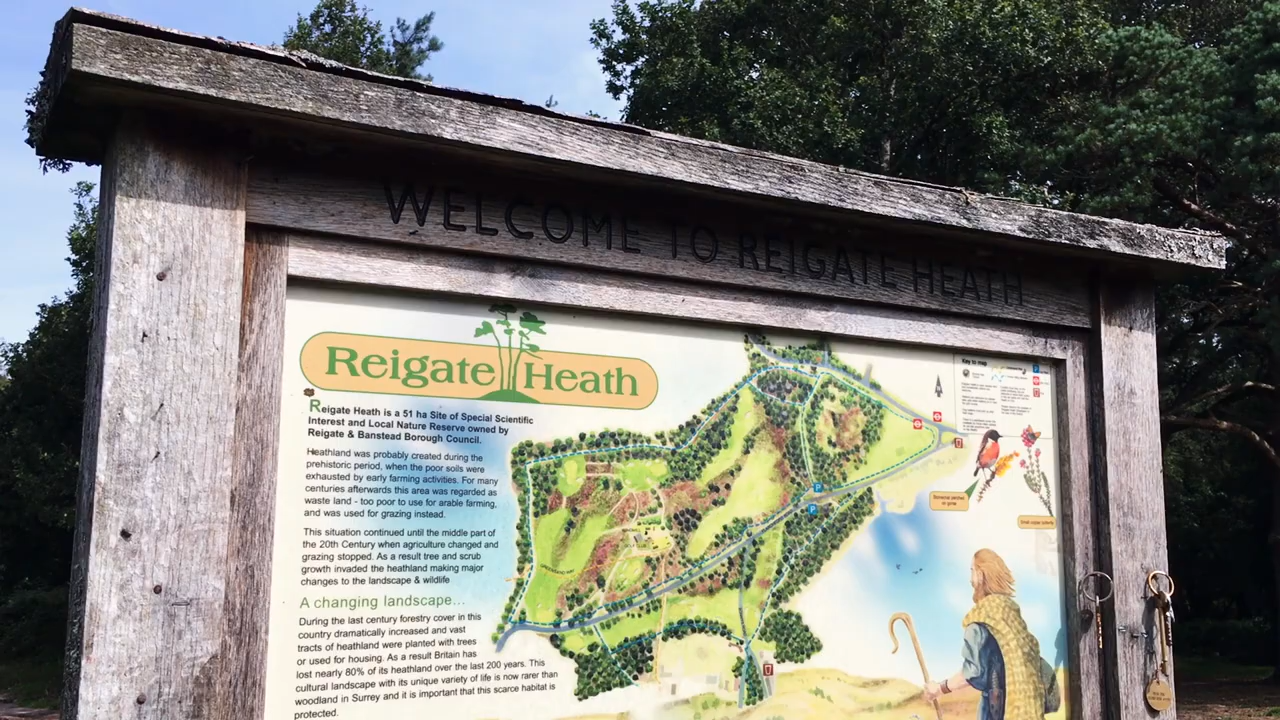 WELCOME TO REIGATE HEATH
Reigate Heath
Reigate Heath is a 51 ha Site of Special Scientific
Interest and Local Nature Reserve owned by
Reigate & Banstead Borough Council.
Heathland was probably created during the
prehistoric period, when the poor soils were
exhausted by early farming activities. For many
centuries afterwards this area was regarded as
waste land - too poor to use for arable farming,
and was used for grazing instead.
This situation continued until the middle part of
the 20th Century when agriculture changed and
grazing stopped. As a result tree and scrub
growth invaded the heathland making major
changes to the landscape & wildlife
A changing landscape...
During the last century forestry cover in this
country dramatically increased and vast
tracts of heathland were planted with trees
or used for housing. As a result Britain has
lost nearly 80% of its heathland over the last 200 years. This
cultural landscape with its unique variety of life is now rarer than
woodland in Surrey and it is important that this scarce habitat is
protected.
Key to map
P
P
Stonechat perched
on gorse
Small copper butterfly